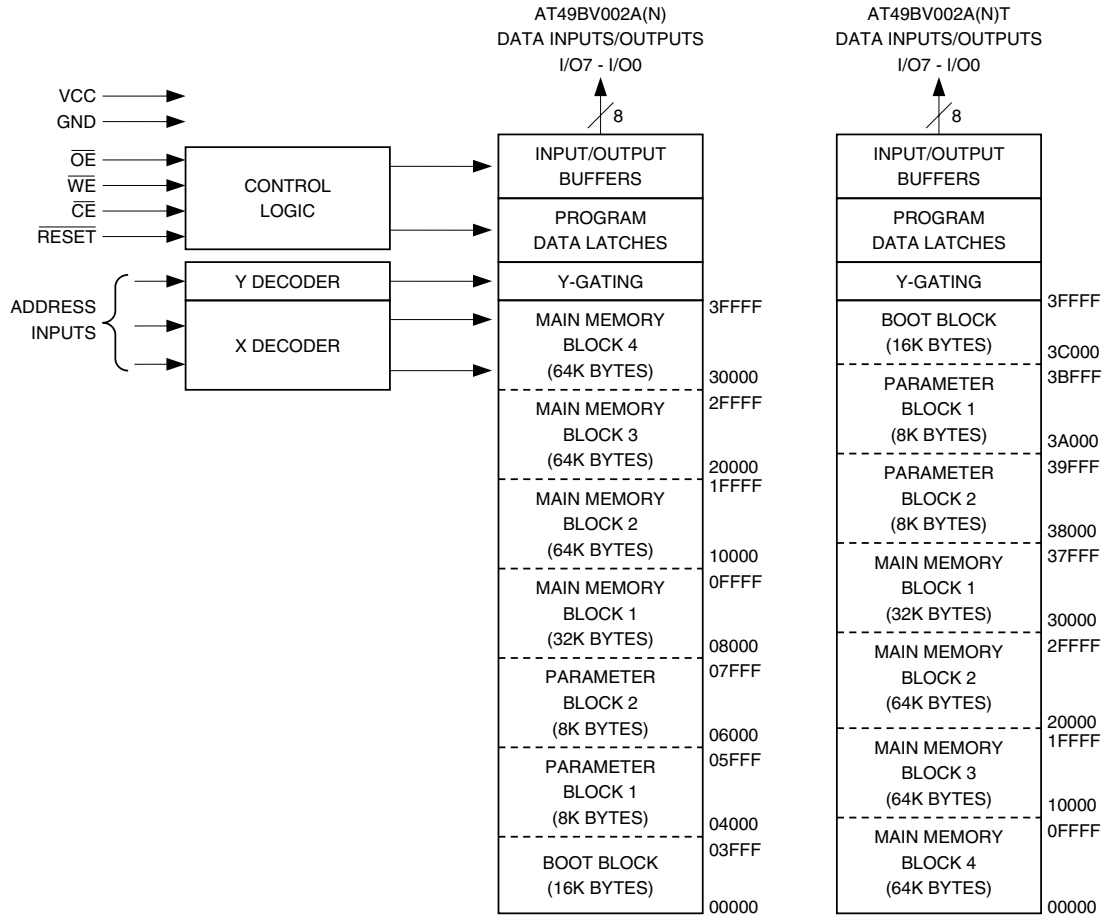 AT49BV002A(N)
DATA INPUTS/OUTPUTS
I/O7 - I/O0
8
AT49BV002A(N)T
DATA INPUTS/OUTPUTS
I/O7 - I/O0
8
VCC
GND
OE
WE
CE
RESET
CONTROL
LOGIC
ADDRESS
INPUTS
Y DECODER
X DECODER
INPUT/OUTPUT
BUFFERS
PROGRAM
DATA LATCHES
Y-GATING
3FFFF
MAIN MEMORY
BLOCK 4
(64K BYTES)
30000
2FFFF
MAIN MEMORY
BLOCK 3
(64K BYTES)
20000
1FFFF
MAIN MEMORY
BLOCK 2
(64K BYTES)
10000
0FFFF
MAIN MEMORY
BLOCK 1
(32K BYTES)
08000
07FFF
PARAMETER
BLOCK 2
(8K BYTES)
06000
05FFF
PARAMETER
BLOCK 1
(8K BYTES)
04000
03FFF
BOOT BLOCK
(16K BYTES)
00000
INPUT/OUTPUT
BUFFERS
PROGRAM
DATA LATCHES
Y-GATING
3FFFF
BOOT BLOCK
(16K BYTES)
3C000
3BFFF
PARAMETER
BLOCK 1
(8K BYTES)
3A000
39FFF
PARAMETER
BLOCK 2
(8K BYTES)
38000
37FFF
MAIN MEMORY
BLOCK 1
(32K BYTES)
30000
2FFFF
MAIN MEMORY
BLOCK 2
(64K BYTES)
20000
1FFFF
MAIN MEMORY
BLOCK 3
(64K BYTES)
10000
0FFFF
MAIN MEMORY
BLOCK 4
(64K BYTES)
00000